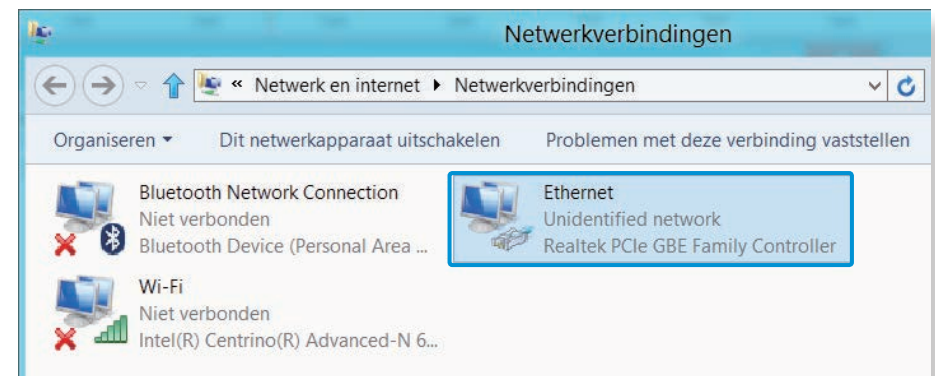 Netwerkverbindingen
« Netwerk en internet Netwerkverbindingen
Organiseren Dit netwerkapparaat uitschakelen Problemen met deze verbinding vaststellen
Bluetooth Network Connection
Niet verbonden
Bluetooth Device (Personal Area ...
Ethernet
Unidentified network
Realtek PCIe GBE Family Controller
Wi-Fi
Niet verbonden
Intel(R) Centrino(R) Advanced-N 6...